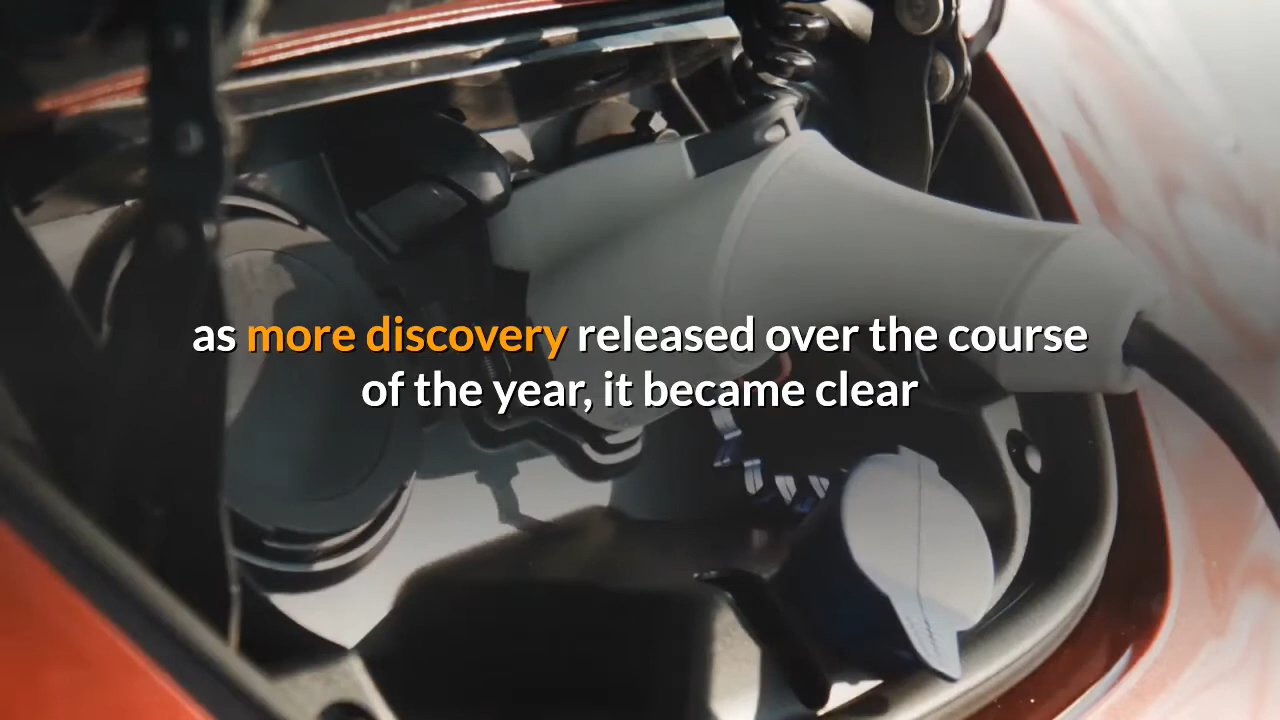 as more discovery released over the course
of the year, it became clear